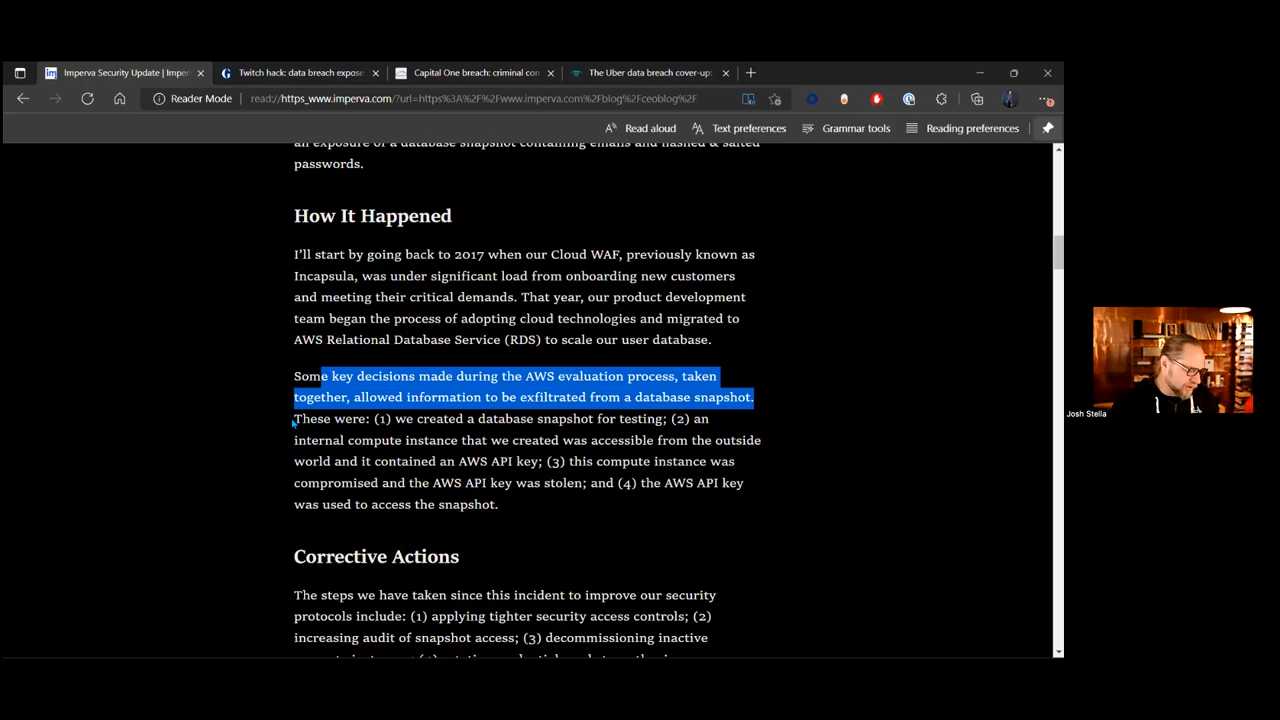 Imperva Security Update | Imper
Twitch hack: data breach expose
Capital One breach: criminal con
The Uber data breach cover-up:
Reader Mode
read://https_www.imperva.com/?url=https%3A%2F%2Fwww.imperva.com%2Fblog%2Fceoblog%2F
Read aloud
Text preferences
Grammar tools
Reading preferences
an exposure of a database snapshot containing emails and hashed & salted
passwords.
How It Happened
I'll start by going back to 2017 when our Cloud WAF, previously known as
Incapsula, was under significant load from onboarding new customers
and meeting their critical demands. That year, our product development
team began the process of adopting cloud technologies and migrated to
AWS Relational Database Service (RDS) to scale our user database.
Some key decisions made during the AWS evaluation process, taken
together, allowed information to be exfiltrated from a database snapshot.
These were: (1) we created a database snapshot for testing; (2) an
internal compute instance that we created was accessible from the outside
world and it contained an AWS API key; (3) this compute instance was
compromised and the AWS API key was stolen; and (4) the AWS API key
was used to access the snapshot.
Corrective Actions
The steps we have taken since this incident to improve our security
protocols include: (1) applying tighter security access controls; (2)
increasing audit of snapshot access; (3) decommissioning inactive
Josh Stella